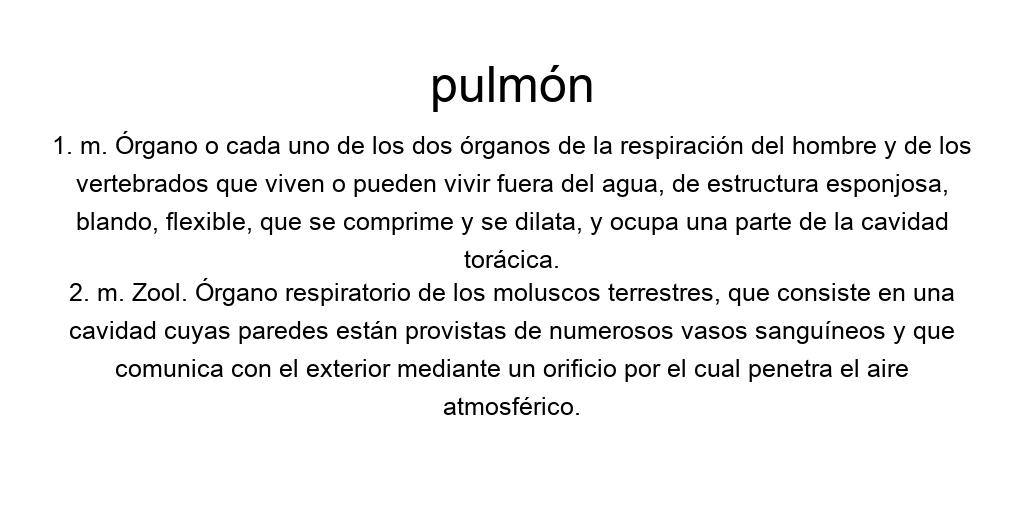 pulmón
1. m. Órgano o cada uno de los dos órganos de la respiración del hombre y de los
vertebrados que viven o pueden vivir fuera del agua, de estructura esponjosa,
blando, flexible, que se comprime y se dilata, y ocupa una parte de la cavidad
torácica.
2. m. Zool. Órgano respiratorio de los moluscos terrestres, que consiste en una
cavidad cuyas paredes están provistas de numerosos vasos sanguíneos y que
comunica con el exterior mediante un orificio por el cual penetra el aire
atmosférico.